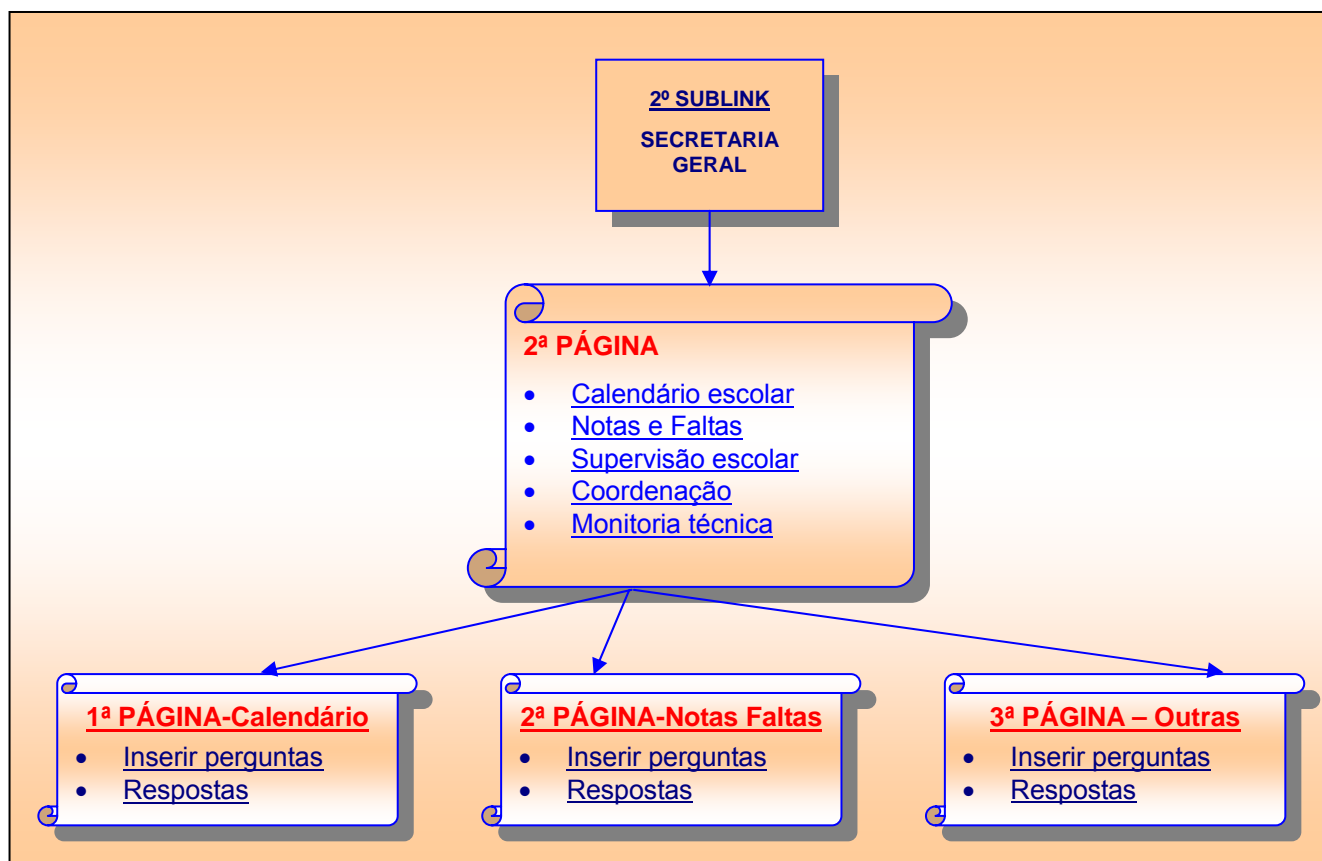 2º SUBLINK
SECRETARIA
GERAL
2ª PÁGINA
• Calendário escolar
• Notas e Faltas
• Supervisão escolar
• Coordenação
• Monitoria técnica
1ª PÁGINA-Calendário
• Inserir perguntas
• Respostas
2ª PÁGINA-Notas Faltas
• Inserir perguntas
• Respostas
3ª PÁGINA – Outras
• Inserir perguntas
• Respostas